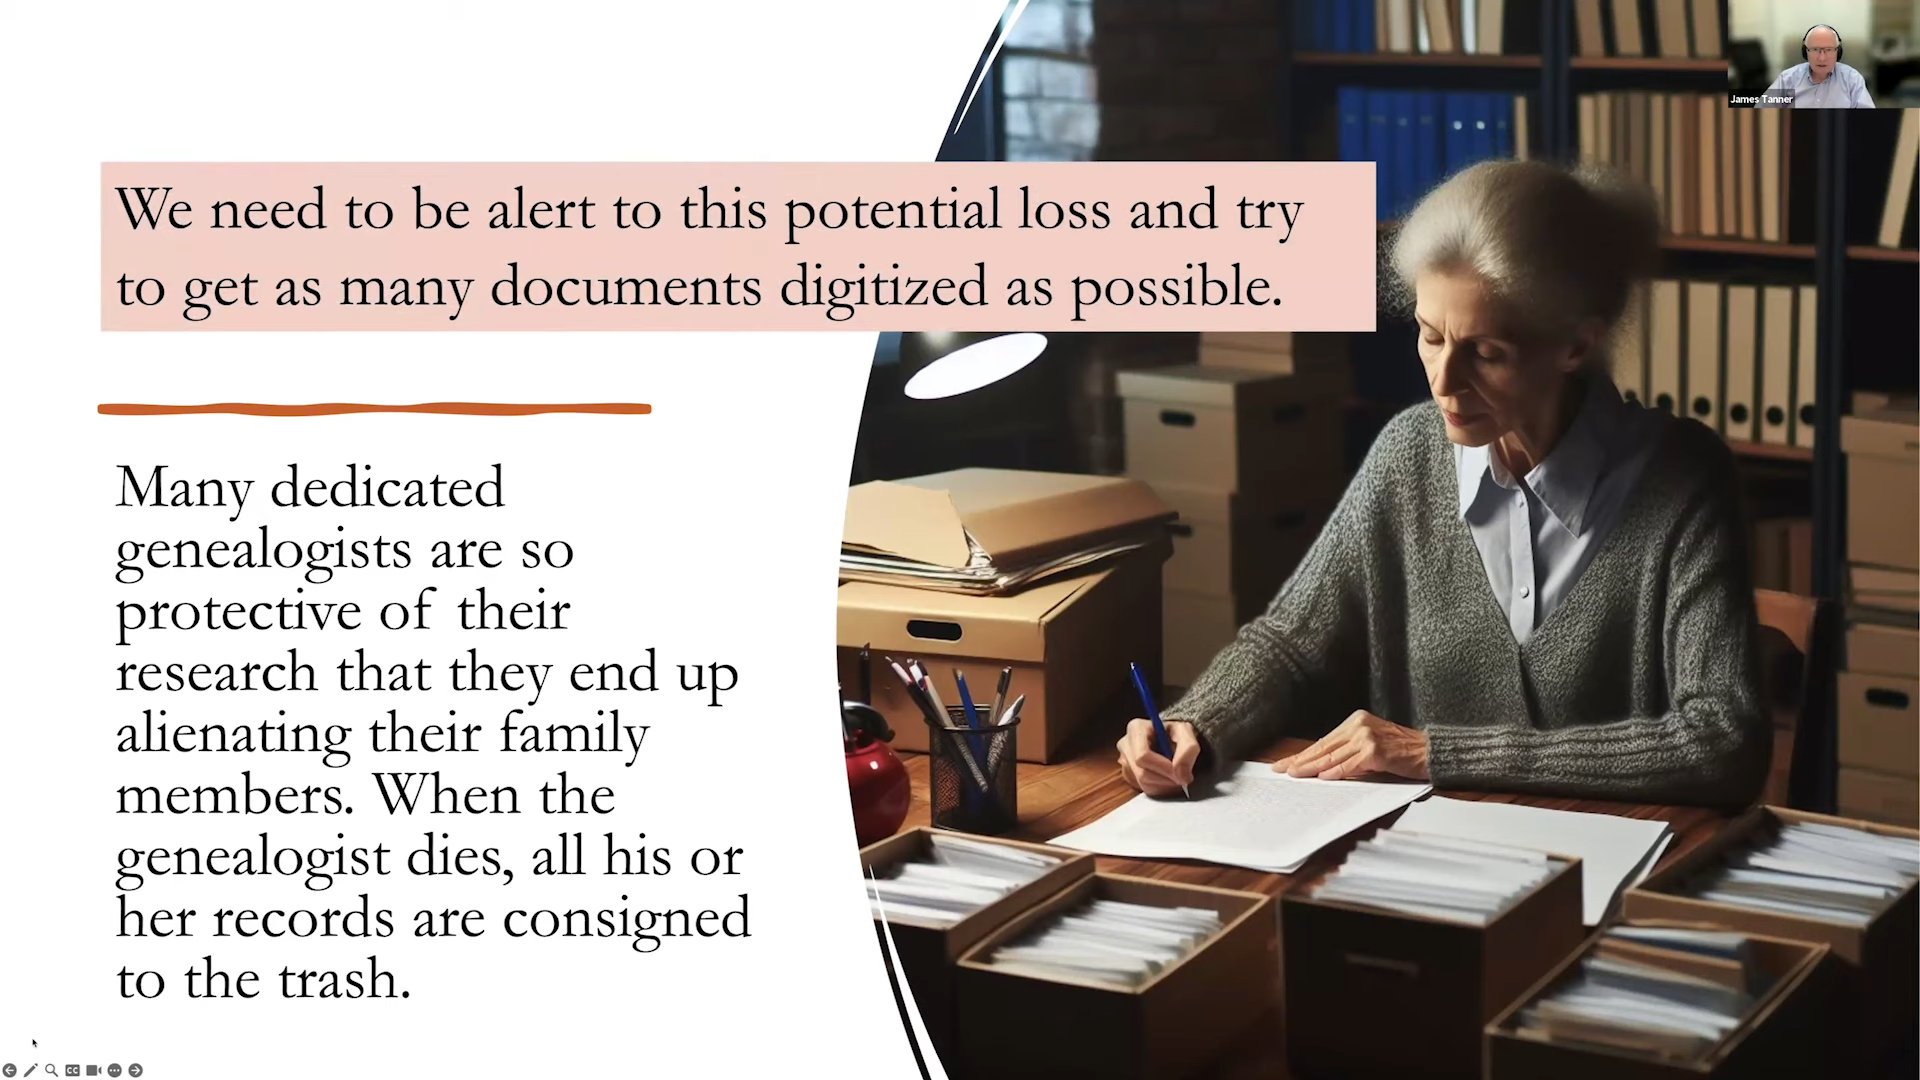 James Tanner
We need to be alert to this potential loss and try
to get as many documents digitized as possible.
Many dedicated
genealogists are so
protective of their
research that they end up
alienating their family
members. When the
genealogist dies, all his or
her records are consigned
to the trash.
CC